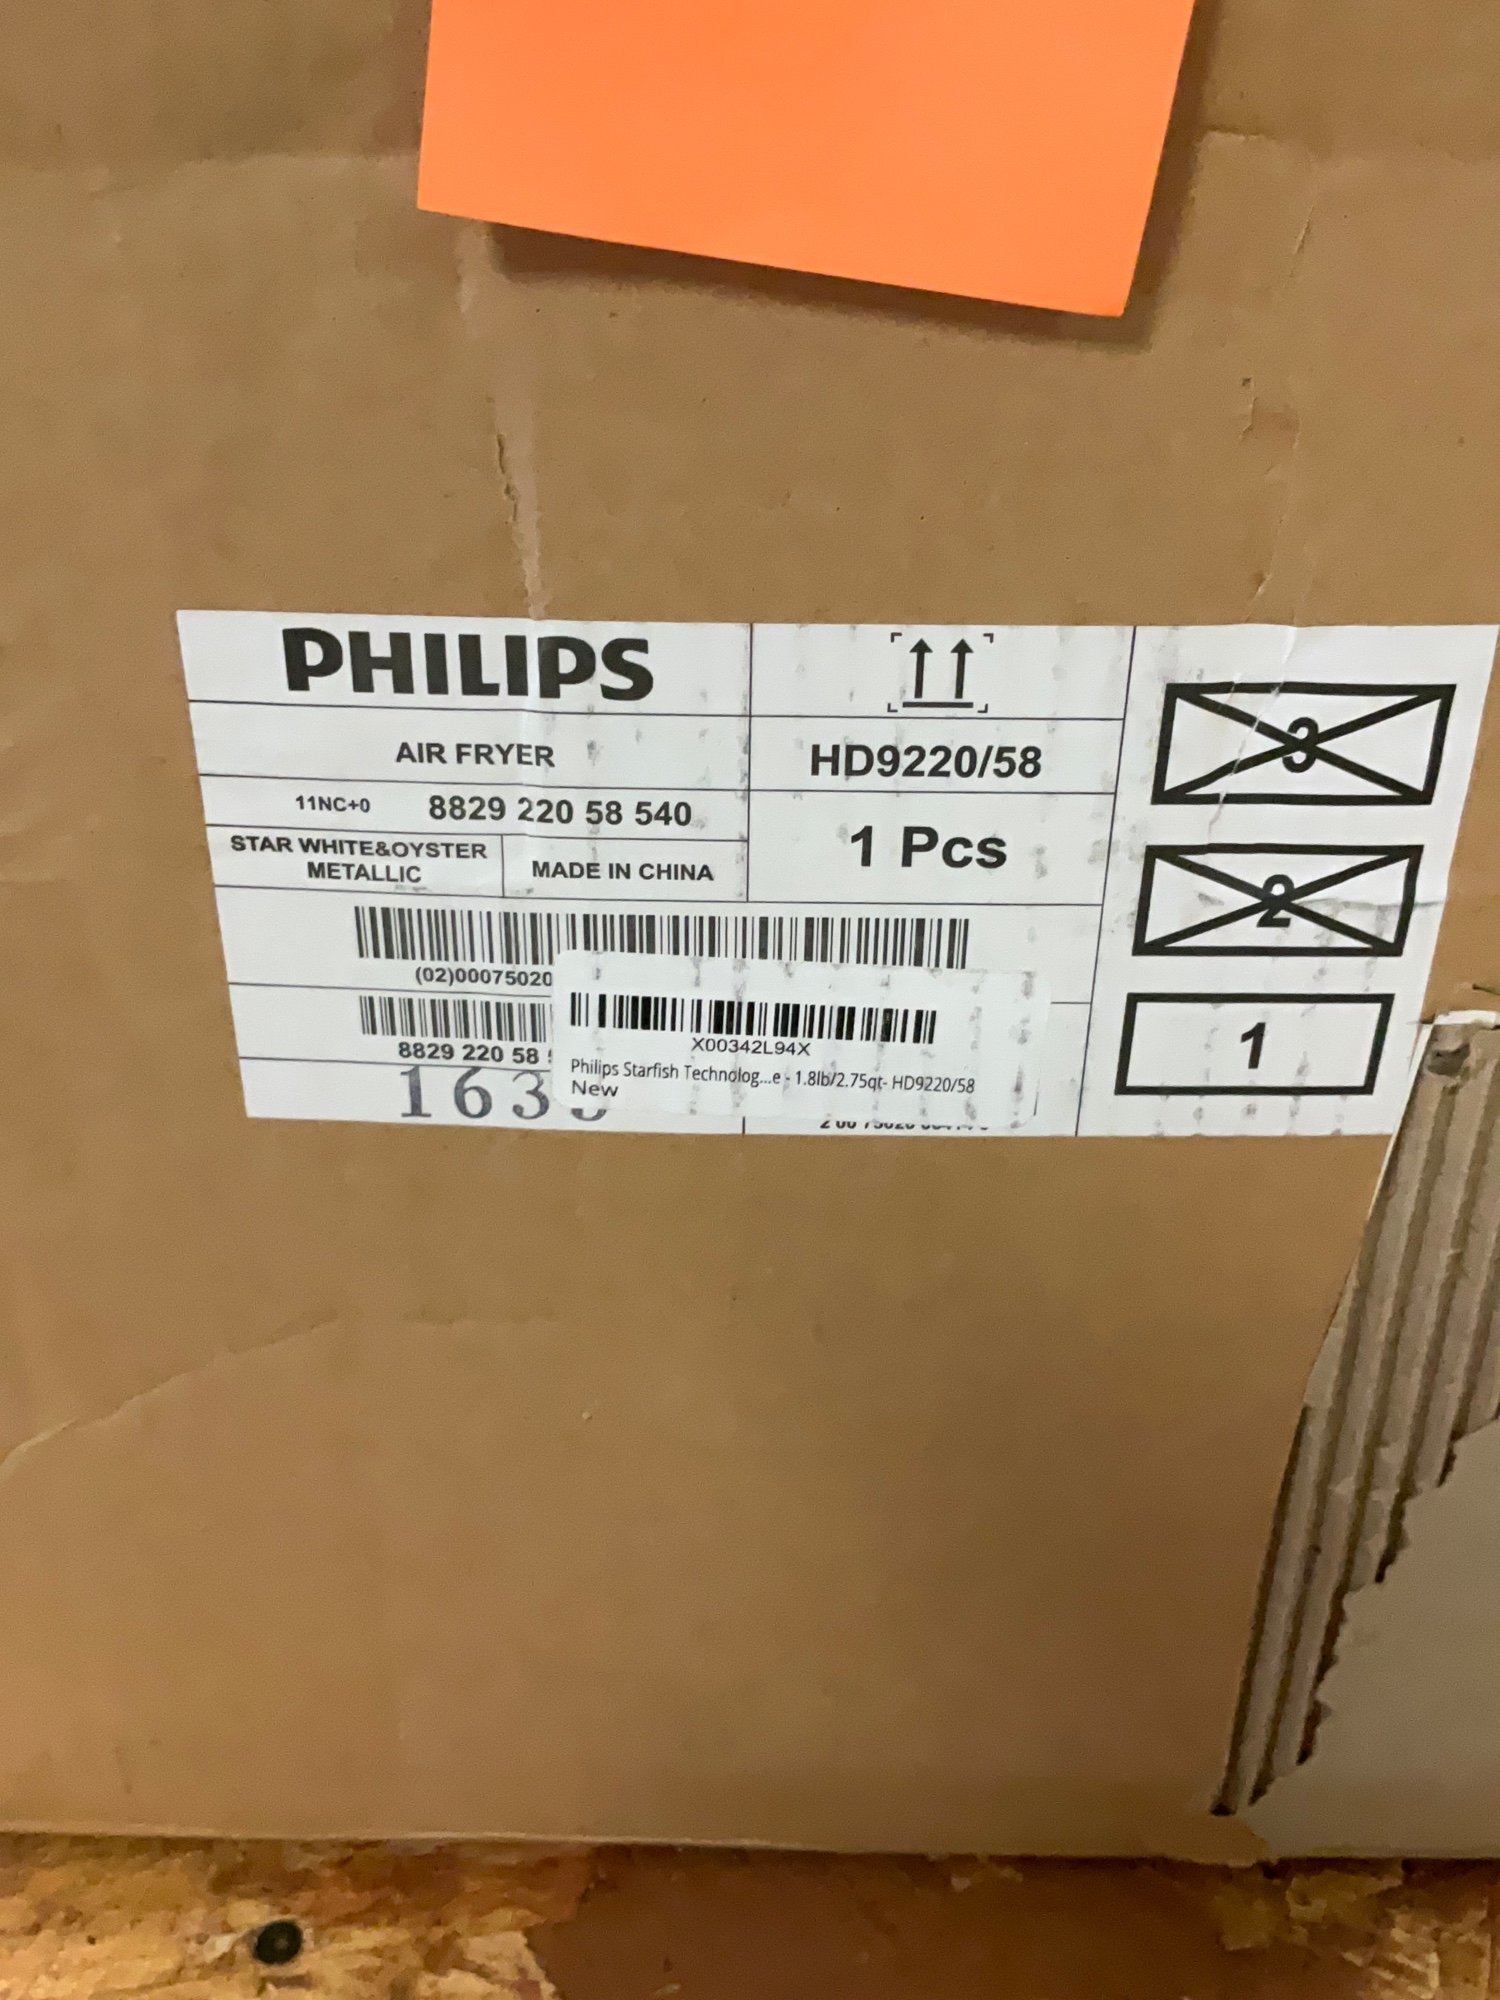 PHILIPS
AIR FRYER
HD9220/58
11NC+0 8829 220 58 540
1 Pcs
STAR WHITE&OYSTER
METALLIC
MADE IN CHINA
3
2
1
(02)00075020
8829 220 58
163
X00342L94X
Philips Starfish Technolog...e - 1.8lb/2.75qt- HD9220/58
New